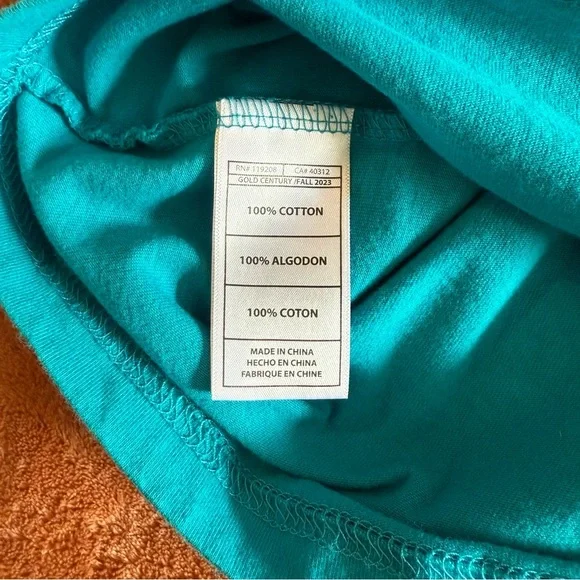 RN# 119208 CA# 40312
GOLD CENTURY /FALL 2023
100% COTTON
100% ALGODON
100% COTON
MADE IN CHINA
HECHO EN CHINA
FABRIQUE EN CHINE